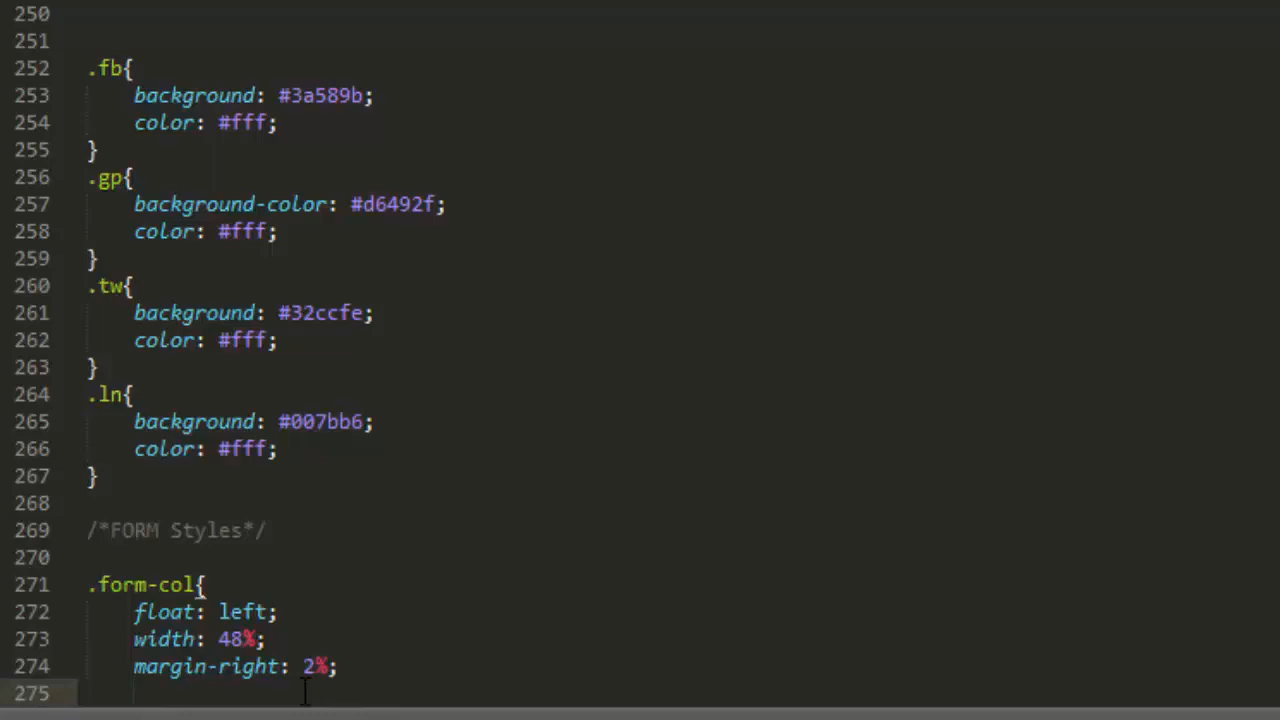 250
251
252 .fb{
253 background: #3a589b;
254 color: #fff;
255 }
256 .gp{
257 background-color: #d6492f;
258 color: #fff;
259 }
260 .tw{
261 background: #32ccfe;
262 color: #fff;
263 }
264 .ln{
265 background: #007bb6;
266 color: #fff;
267 }
268
269 /*FORM Styles*/
270
271 .form-col{
272 float: left;
273 width: 48%;
274 margin-right: 2%;
275